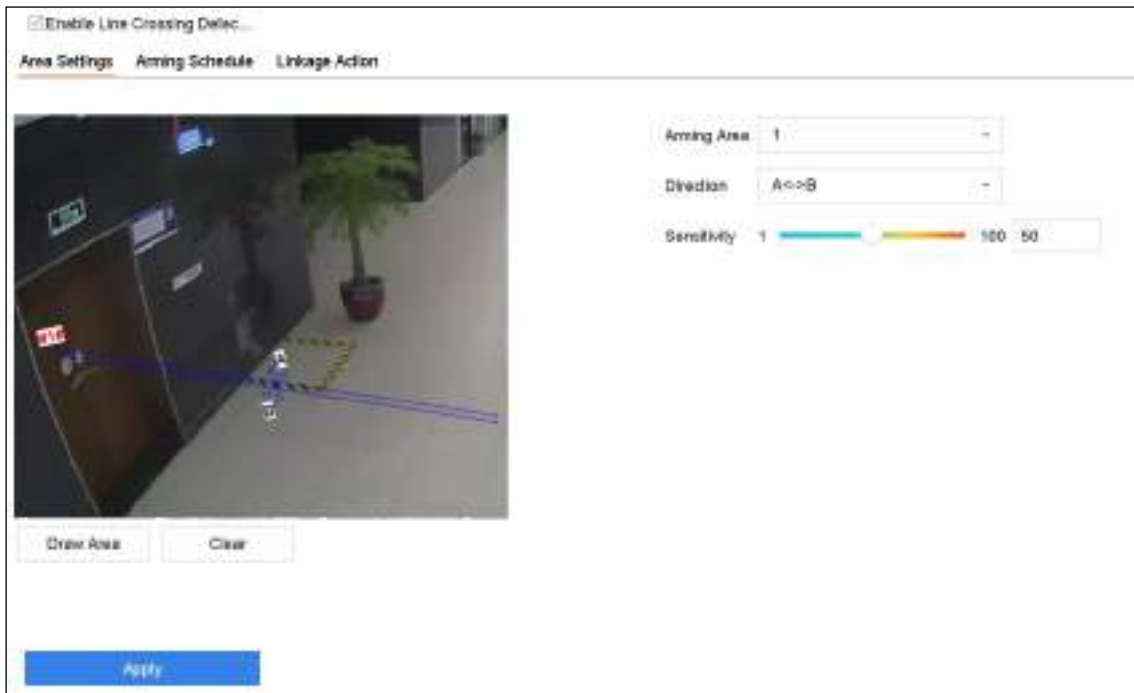 Enable Line Crossing Detec...
Area Settings Arming Schedule Linkage Action
Arming Area 1
Direction A<->B
Sensitivity 1 100 50
#1#
Draw Area Clear
Apply